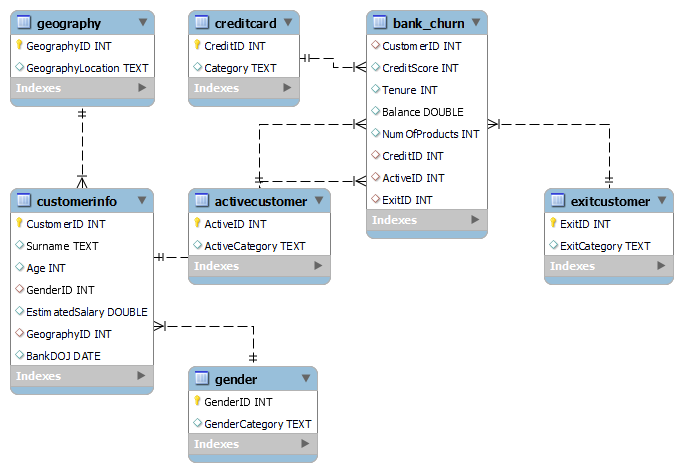 geography
GeographyID INT
GeographyLocation TEXT
Indexes
creditcard
CreditID INT
Category TEXT
Indexes
bank_churn
CustomerID INT
CreditScore INT
Tenure INT
Balance DOUBLE
NumOfProducts INT
CreditID INT
ActiveID INT
ExitID INT
Indexes
customerinfo
CustomerID INT
Surname TEXT
Age INT
GenderID INT
EstimatedSalary DOUBLE
GeographyID INT
BankDOJ DATE
Indexes
activecustomer
ActiveID INT
ActiveCategory TEXT
Indexes
exitcustomer
ExitID INT
ExitCategory TEXT
Indexes
gender
GenderID INT
GenderCategory TEXT
Indexes